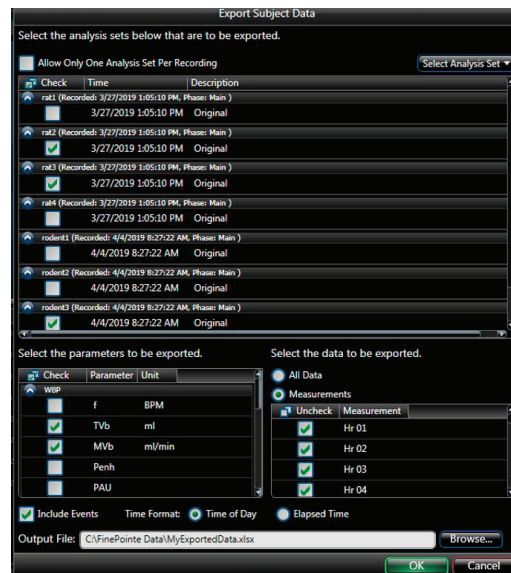 Export Subject Data
Select the analysis sets below that are to be exported.
Allow Only One Analysis Set Per Recording
Select Analysis Set
Check Time Description
rat1 (Recorded: 3/27/2019 1:05:10 PM, Phase: Main )
3/27/2019 1:05:10 PM Original
rat2 (Recorded: 3/27/2019 1:05:10 PM, Phase: Main )
3/27/2019 1:05:10 PM Original
rat3 (Recorded: 3/27/2019 1:05:10 PM, Phase: Main )
3/27/2019 1:05:10 PM Original
rat4 (Recorded: 3/27/2019 1:05:10 PM, Phase: Main )
3/27/2019 1:05:10 PM Original
rodent1 (Recorded: 4/4/2019 8:27:22 AM, Phase: Main )
4/4/2019 8:27:22 AM Original
rodent2 (Recorded: 4/4/2019 8:27:22 AM, Phase: Main )
4/4/2019 8:27:22 AM Original
rodent3 (Recorded: 4/4/2019 8:27:22 AM, Phase: Main )
4/4/2019 8:27:22 AM Original
Select the parameters to be exported.
Check Parameter Unit
WBP
f BPM
TVb ml
MVb ml/min
Penh
PAU
Select the data to be exported.
All Data
Measurements
Uncheck Measurement
Hr 01
Hr 02
Hr 03
Hr 04
Include Events Time Format: Time of Day Elapsed Time
Output File: C:\FinePointe Data\MyExportedData.xlsx Browse...
OK Cancel